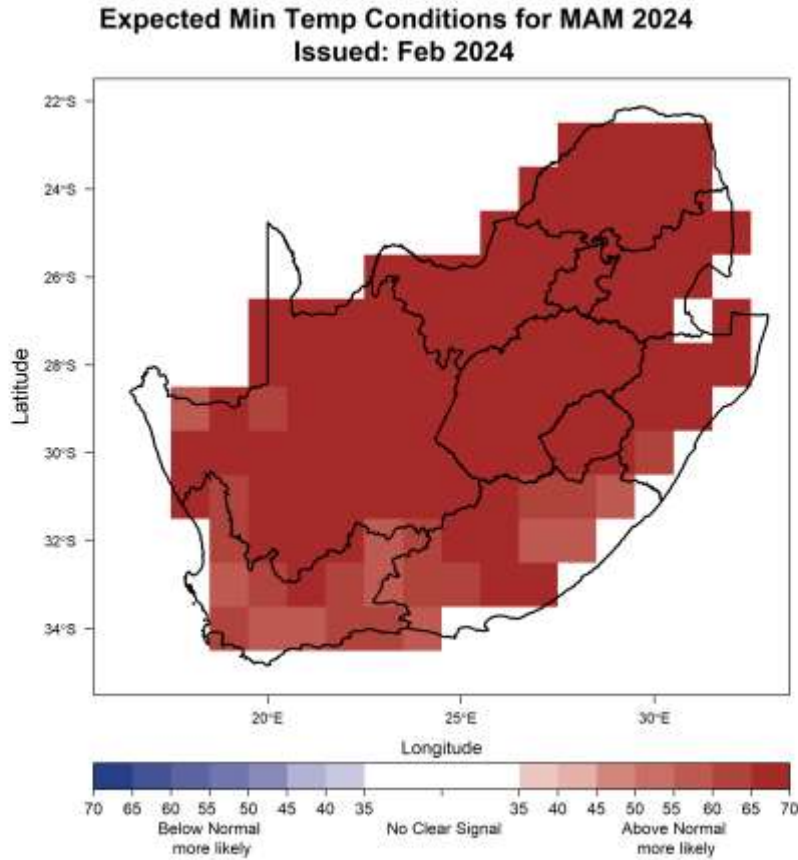 Expected Min Temp Conditions for MAM 2024
Issued: Feb 2024
22°S
24°S
26°S
28°S
30°S
32°S
34°S
Latitude
20°E 25°E 30°E
Longitude
70 65 60 55 50 45 40 35 35 40 45 50 55 60 65 70
Below Normal No Clear Signal Above Normal
more likely more likely